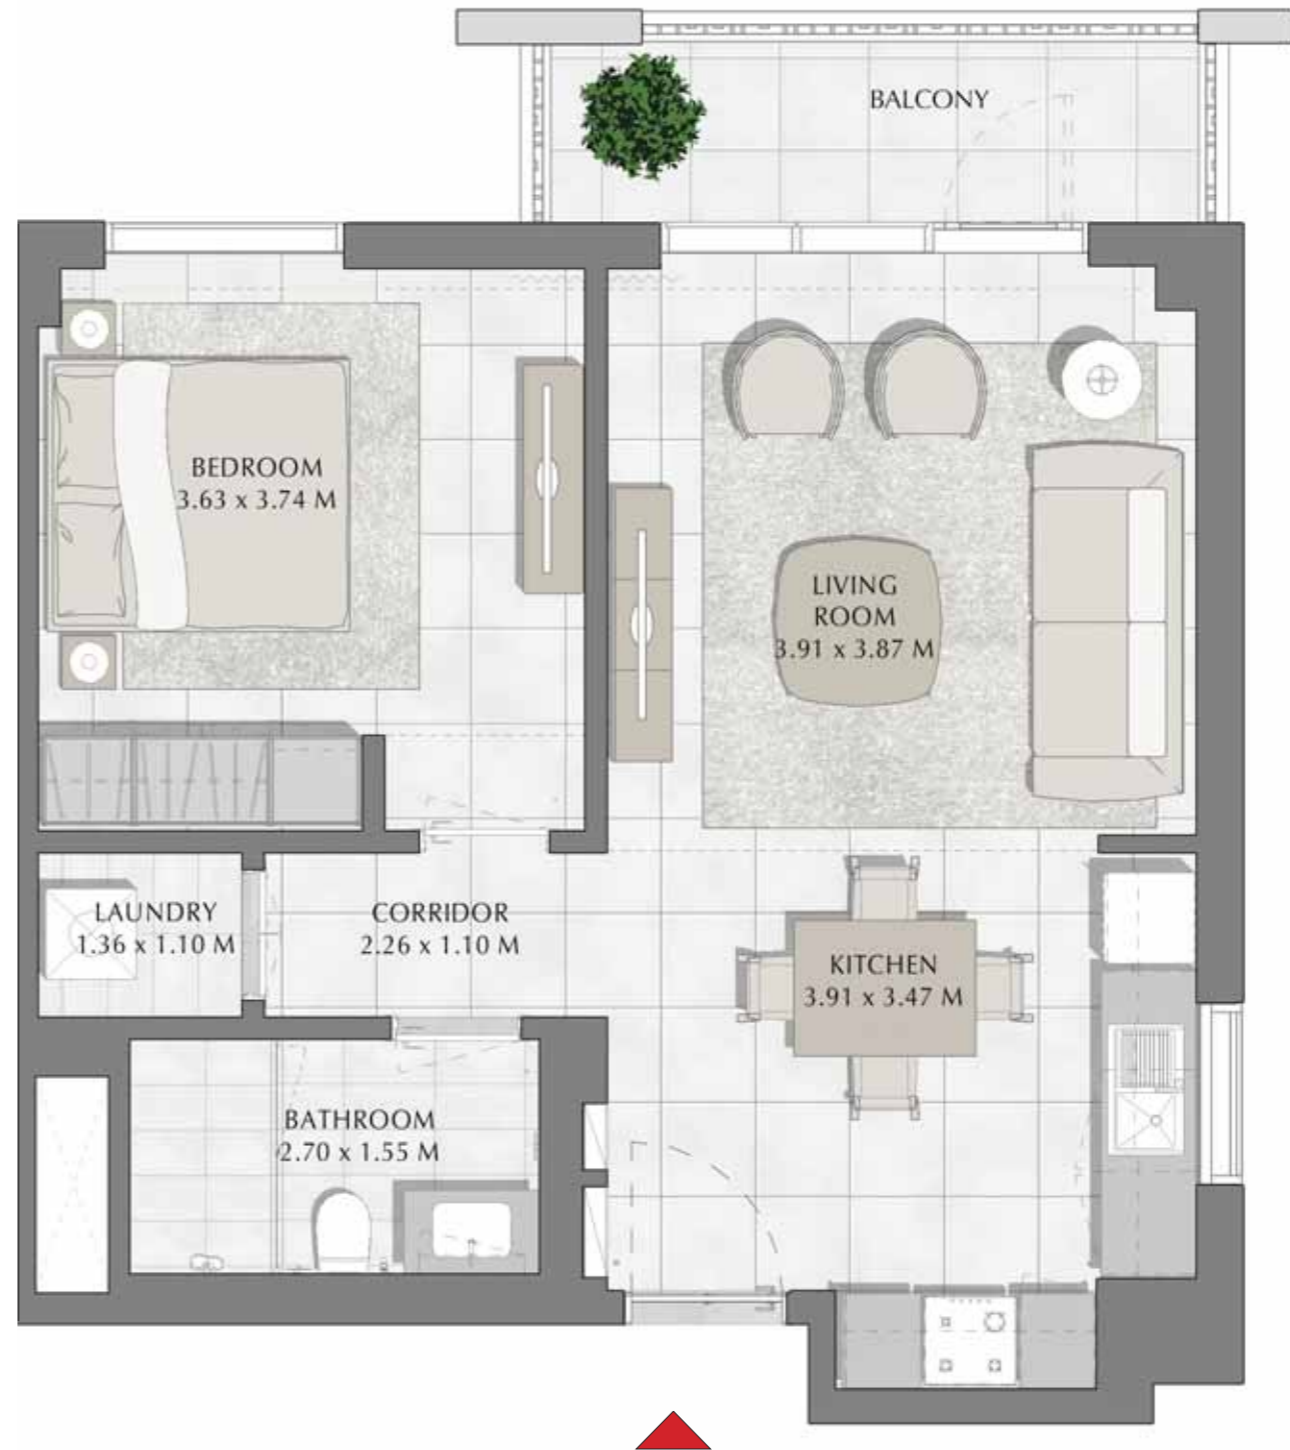 BALCONY
BEDROOM
3.63 x 3.74 M
LIVING
ROOM
3.91 x 3.87 M
LAUNDRY
1.36 x 1.10 M
CORRIDOR
2.26 x 1.10 M
KITCHEN
3.91 x 3.47 M
BATHROOM
2.70 x 1.55 M